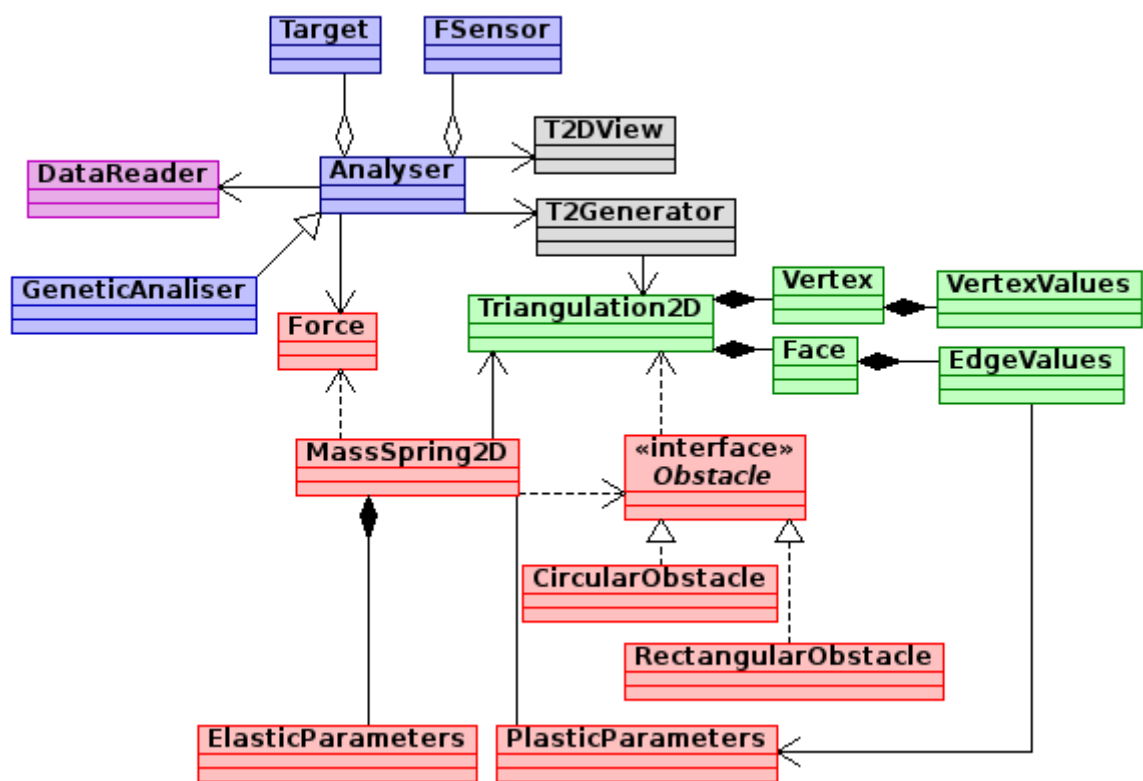 Target
FSensor
T2DView
DataReader
Analyser
T2Generator
GeneticAnaliser
Vertex
VertexValues
Triangulation2D
Force
Face
EdgeValues
MassSpring2D
«interface»
Obstacle
CircularObstacle
RectangularObstacle
ElasticParameters
PlasticParameters